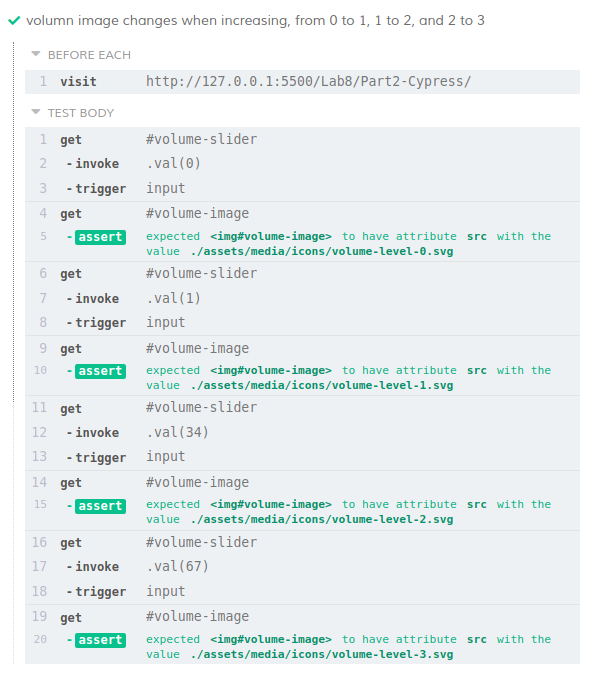 volumn image changes when increasing, from 0 to 1, 1 to 2, and 2 to 3
BEFORE EACH
1 visit http://127.0.0.1:5500/Lab8/Part2-Cypress/
TEST BODY
1 get #volume-slider
2 -invoke .val(0)
3 -trigger input
4 get #volume-image
5 -assert expected <img#volume-image> to have attribute src with the
value ./assets/media/icons/volume-level-0.svg
6 get #volume-slider
7 -invoke .val(1)
8 -trigger input
9 get #volume-image
10 -assert expected <img#volume-image> to have attribute src with the
value ./assets/media/icons/volume-level-1.svg
11 get #volume-slider
12 -invoke .val(34)
13 -trigger input
14 get #volume-image
15 -assert expected <img#volume-image> to have attribute src with the
value ./assets/media/icons/volume-level-2.svg
16 get #volume-slider
17 -invoke .val(67)
18 -trigger input
19 get #volume-image
20 -assert expected <img#volume-image> to have attribute src with the
value ./assets/media/icons/volume-level-3.svg